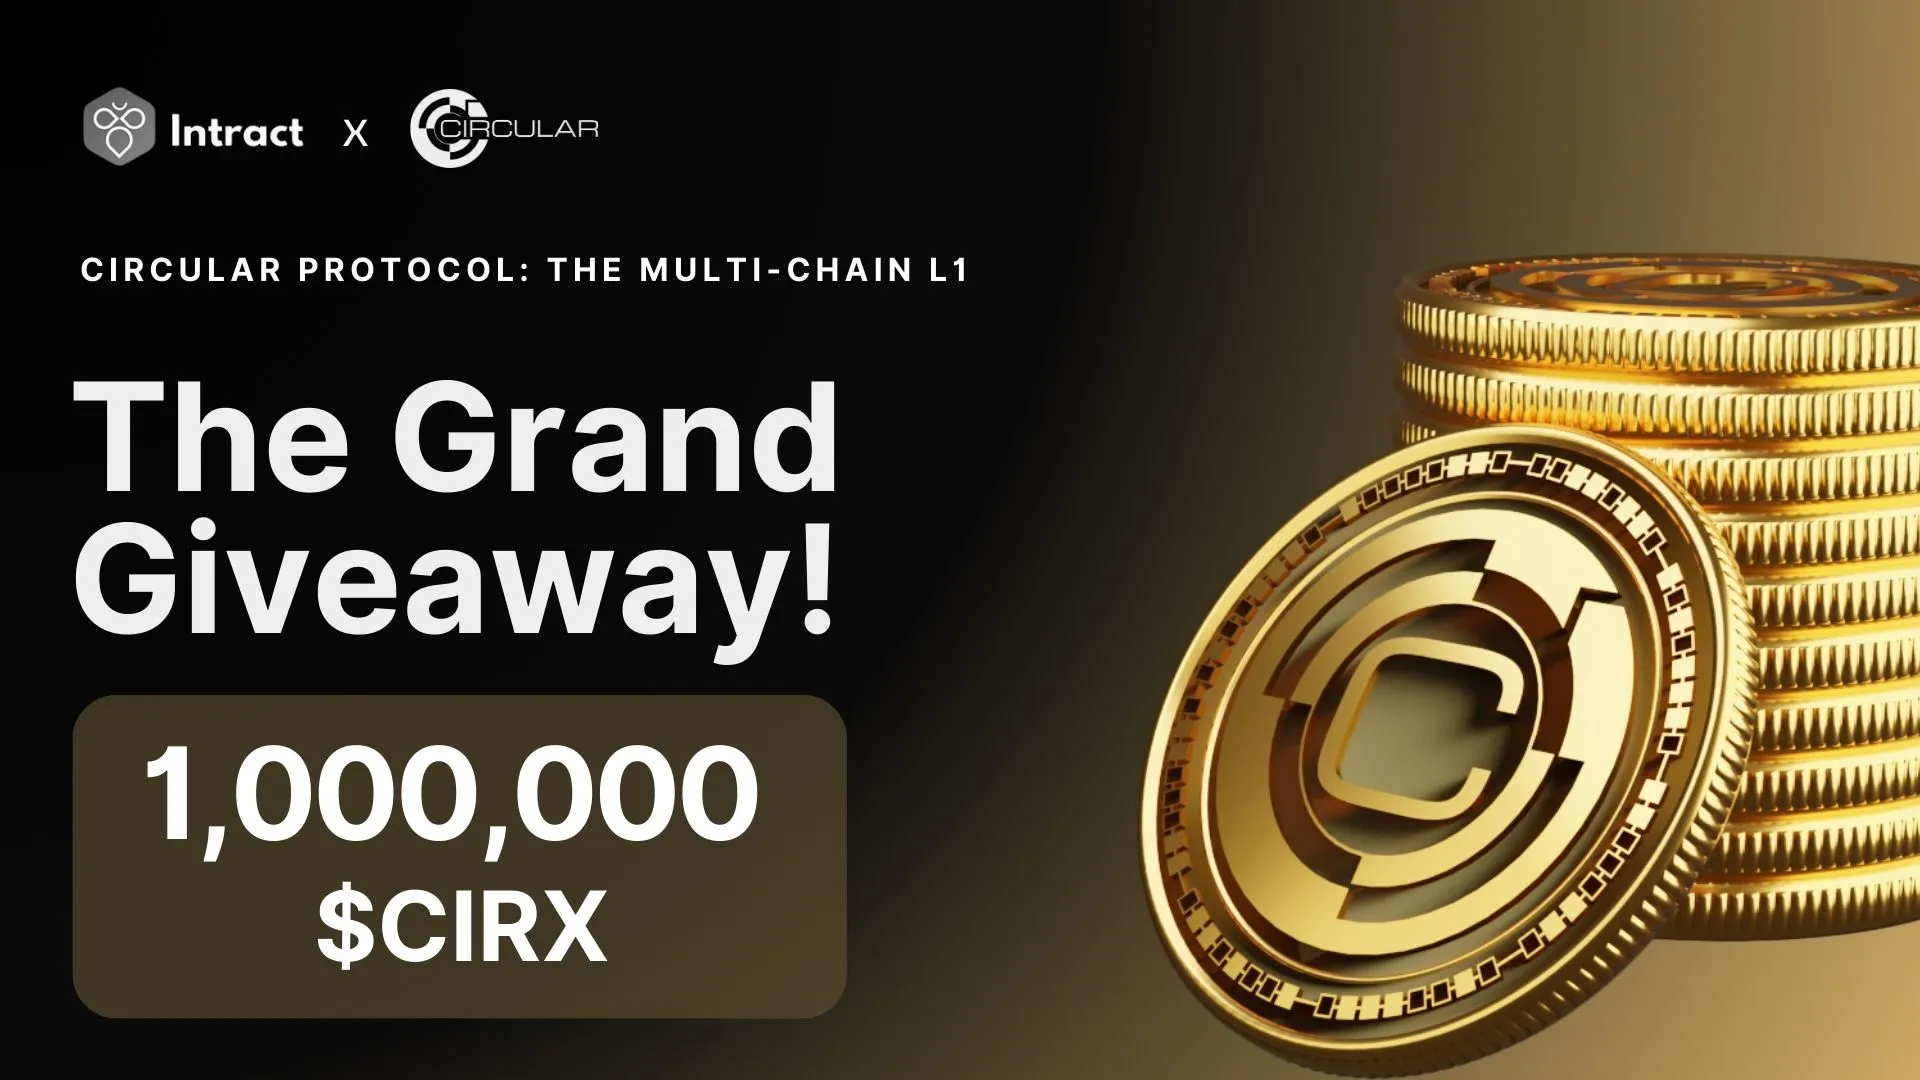 Intract X CIRCULAR
CIRCULAR PROTOCOL: THE MULTI-CHAIN L1
The Grand
Giveaway!
1,000,000
$CIRX